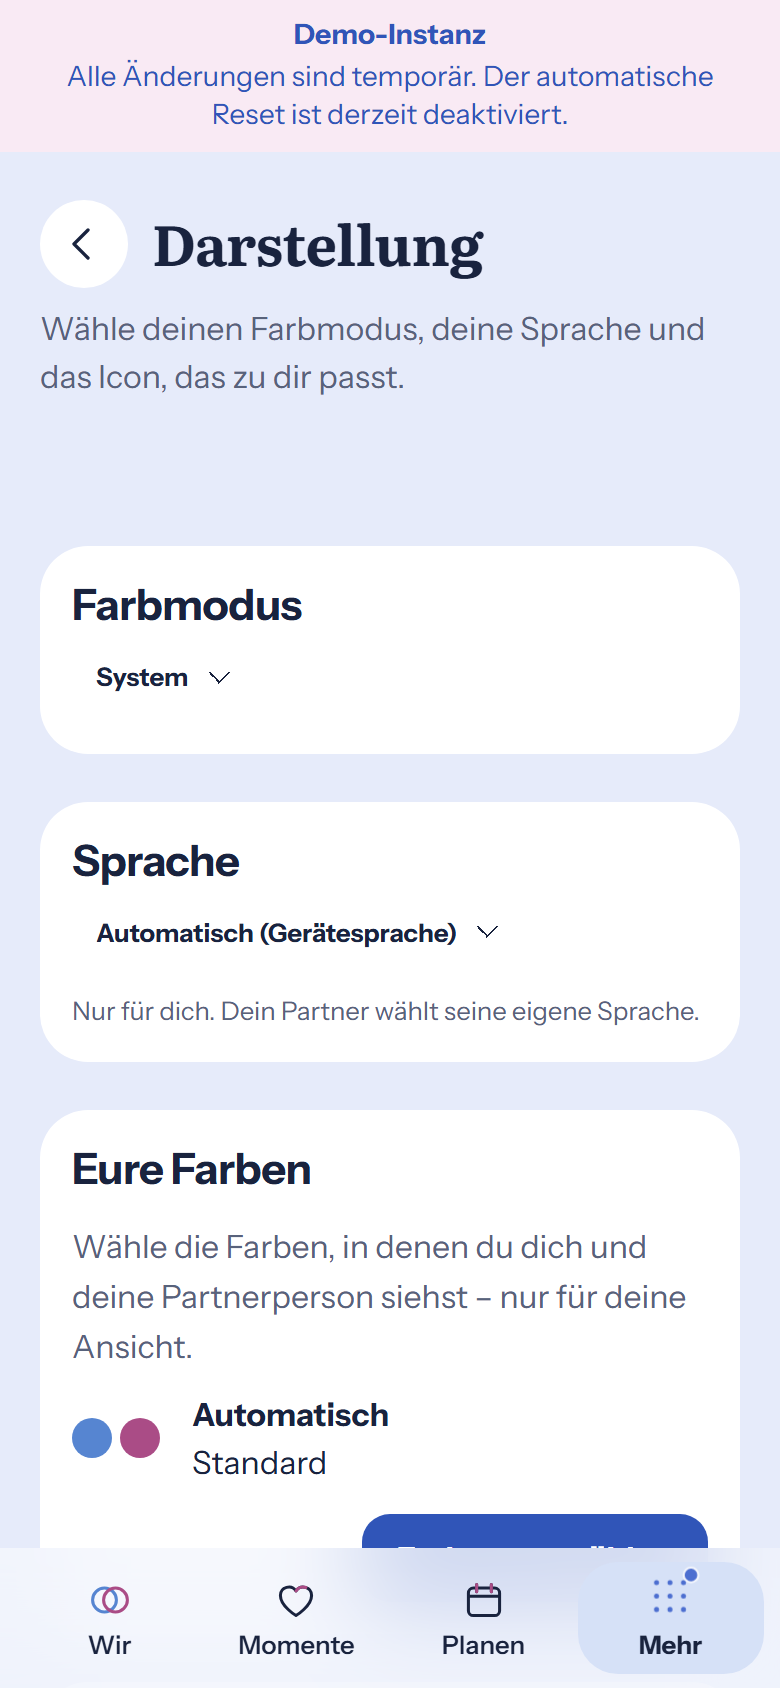 Demo-Instanz
Alle Änderungen sind temporär. Der automatische
Reset ist derzeit deaktiviert.
Darstellung
Wähle deinen Farbmodus, deine Sprache und
das Icon, das zu dir passt.
Farbmodus
System
Sprache
Automatisch (Gerätesprache)
Nur für dich. Dein Partner wählt seine eigene Sprache.
Eure Farben
Wähle die Farben, in denen du dich und
deine Partnerperson siehst – nur für deine
Ansicht.
Automatisch
Standard
Wir
Momente
Planen
Mehr